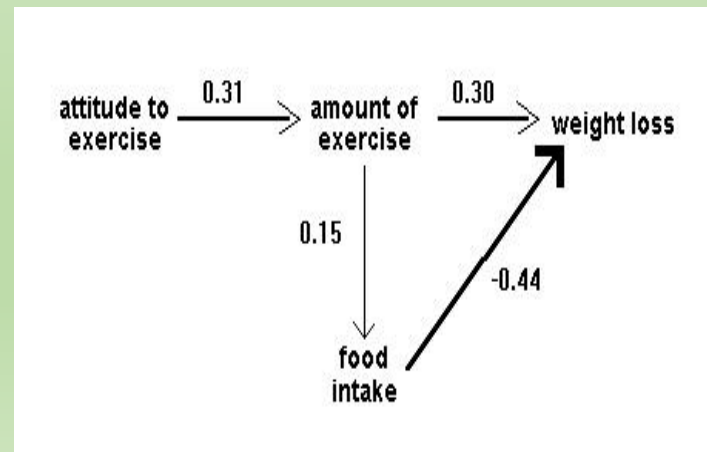 attitude to
exercise
0.31
amount of
exercise
0.30
weight loss
0.15
-0.44
food
intake